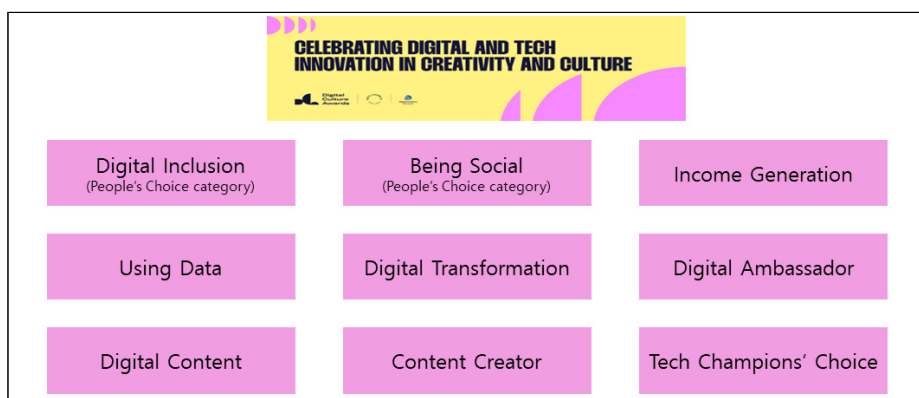 CELEBRATING DIGITAL AND TECH
INNOVATION IN CREATIVITY AND CULTURE
Digital
Culture
Awards
Digital Inclusion
(People's Choice category)
Being Social
(People's Choice category)
Income Generation
Using Data
Digital Transformation
Digital Ambassador
Digital Content
Content Creator
Tech Champions' Choice